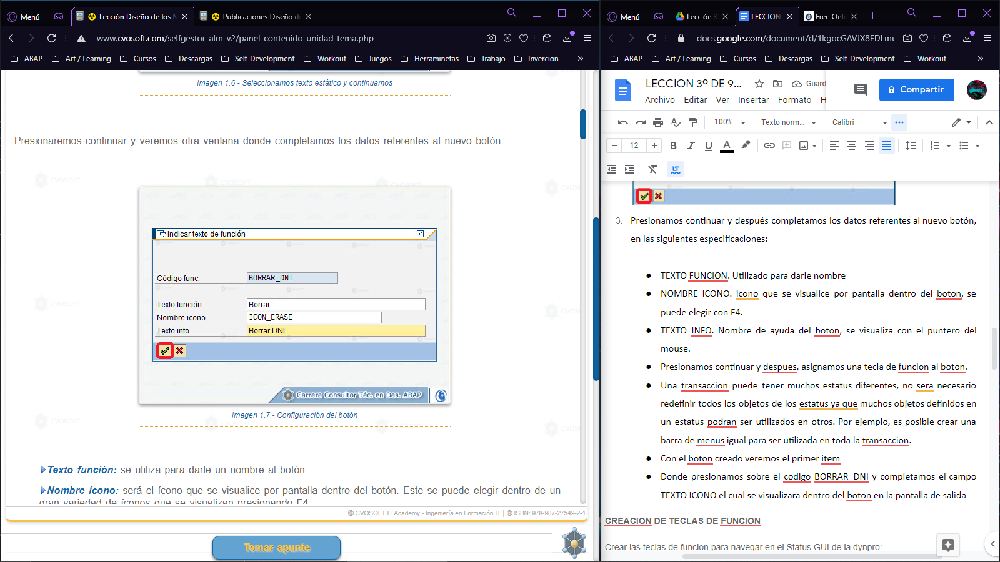 Menú
Lección Diseño de los M
Publicaciones Diseño d
www.cvosoft.com/selfgestor_alm_v2/panel_contenido_unidad_tema.php
ABAP
Art / Learning
Cursos
Descargas
Self-Development
Workout
Juegos
Herraminetas
Trabajo
Invercion
»
Imagen 1.6 - Seleccionamos texto estático y continuamos
Presionaremos continuar y veremos otra ventana donde completamos los datos referentes al nuevo botón.
CVOSOFT
Indicar texto de función
Código func. BORRAR_DNI
Texto función Borrar
Nombre icono ICON_ERASE
Texto info Borrar DNI
Carrera Consultor Téc. en Des. ABAP
Imagen 1.7 - Configuración del botón
Texto función: se utiliza para darle un nombre al botón.
Nombre ícono: será el ícono que se visualice por pantalla dentro del botón. Este se puede elegir dentro de un
gran variedad de íconos que se visualizan presionando F4
© CVOSOFT IT Academy - Ingeniería en Formación IT | ® ISBN: 978-987-27549-2-1
Tomar apunte
Menú
Lección 3
LECCION
Free Onli
docs.google.com/document/d/1kgocGAVJX8FDLmu
ABAP
Art / Learning
Cursos
Descargas
Self-Development
Workout
»
LECCION 3º DE 9...
Guard
Archivo Editar Ver Insertar Formato H
Compartir
100%
Texto norm...
Calibri
12
3. Presionamos continuar y después completamos los datos referentes al nuevo botón,
en las siguientes especificaciones:
● TEXTO FUNCION. Utilizado para darle nombre
● NOMBRE ICONO. icono que se visualice por pantalla dentro del boton, se
puede elegir con F4.
● TEXTO INFO. Nombre de ayuda del boton, se visualiza con el puntero del
mouse.
● Presionamos continuar y despues, asignamos una tecla de funcion al boton.
● Una transaccion puede tener muchos estatus diferentes, no sera necesario
redefinir todos los objetos de los estatus ya que muchos objetos definidos en
un estatus podran ser utilizados en otros. Por ejemplo, es posible crear una
barra de menus igual para ser utilizada en toda la transaccion.
● Con el boton creado veremos el primer item
● Donde presionamos sobre el codigo BORRAR_DNI y completamos el campo
TEXTO ICONO el cual se visualizara dentro del boton en la pantalla de salida
CREACION DE TECLAS DE FUNCION
Crear las teclas de funcion para navegar en el Status GUI de la dynpro: